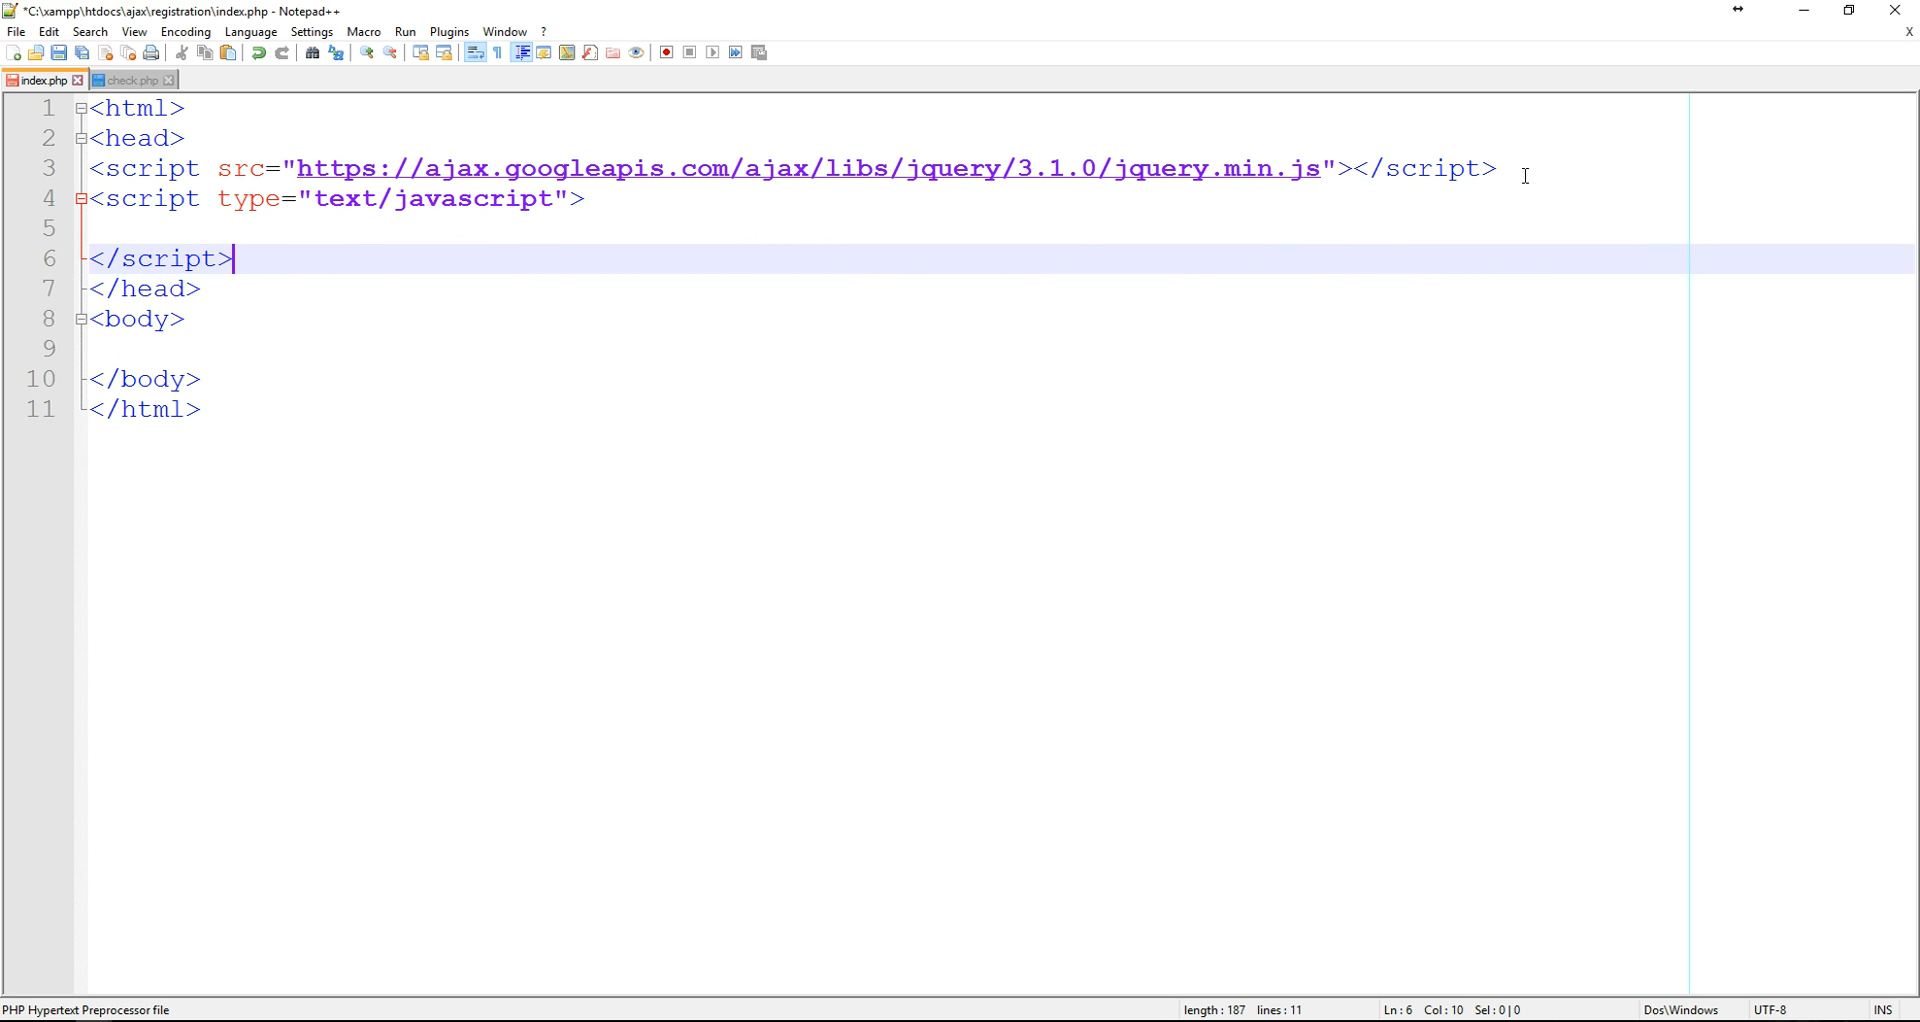 *C:\xampp\htdocs\ajax\registration\index.php - Notepad++
File Edit Search View Encoding Language Settings Macro Run Plugins Window ? X
index.php check.php
1 <html>
2 <head>
3 <script src="https://ajax.googleapis.com/ajax/libs/jquery/3.1.0/jquery.min.js"></script>
4 <script type="text/javascript">
5
6 </script>
7 </head>
8 <body>
9
10 </body>
11 </html>
PHP Hypertext Preprocessor file length : 187 lines : 11 Ln : 6 Col : 10 Sel : 0 | 0 Dos\Windows UTF-8 INS